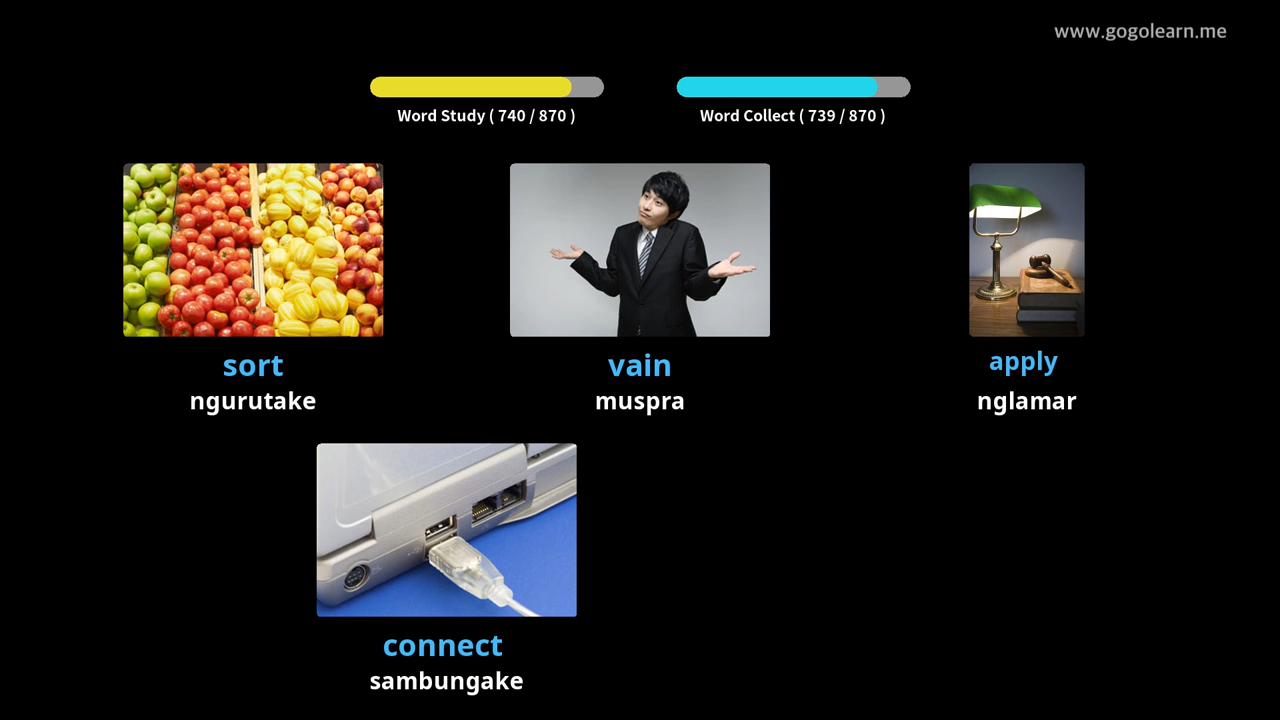 www.gogolearn.me
Word Study ( 740 / 870 )
Word Collect ( 739 / 870 )
sort
ngurutake
vain
muspra
apply
nglamar
connect
sambungake